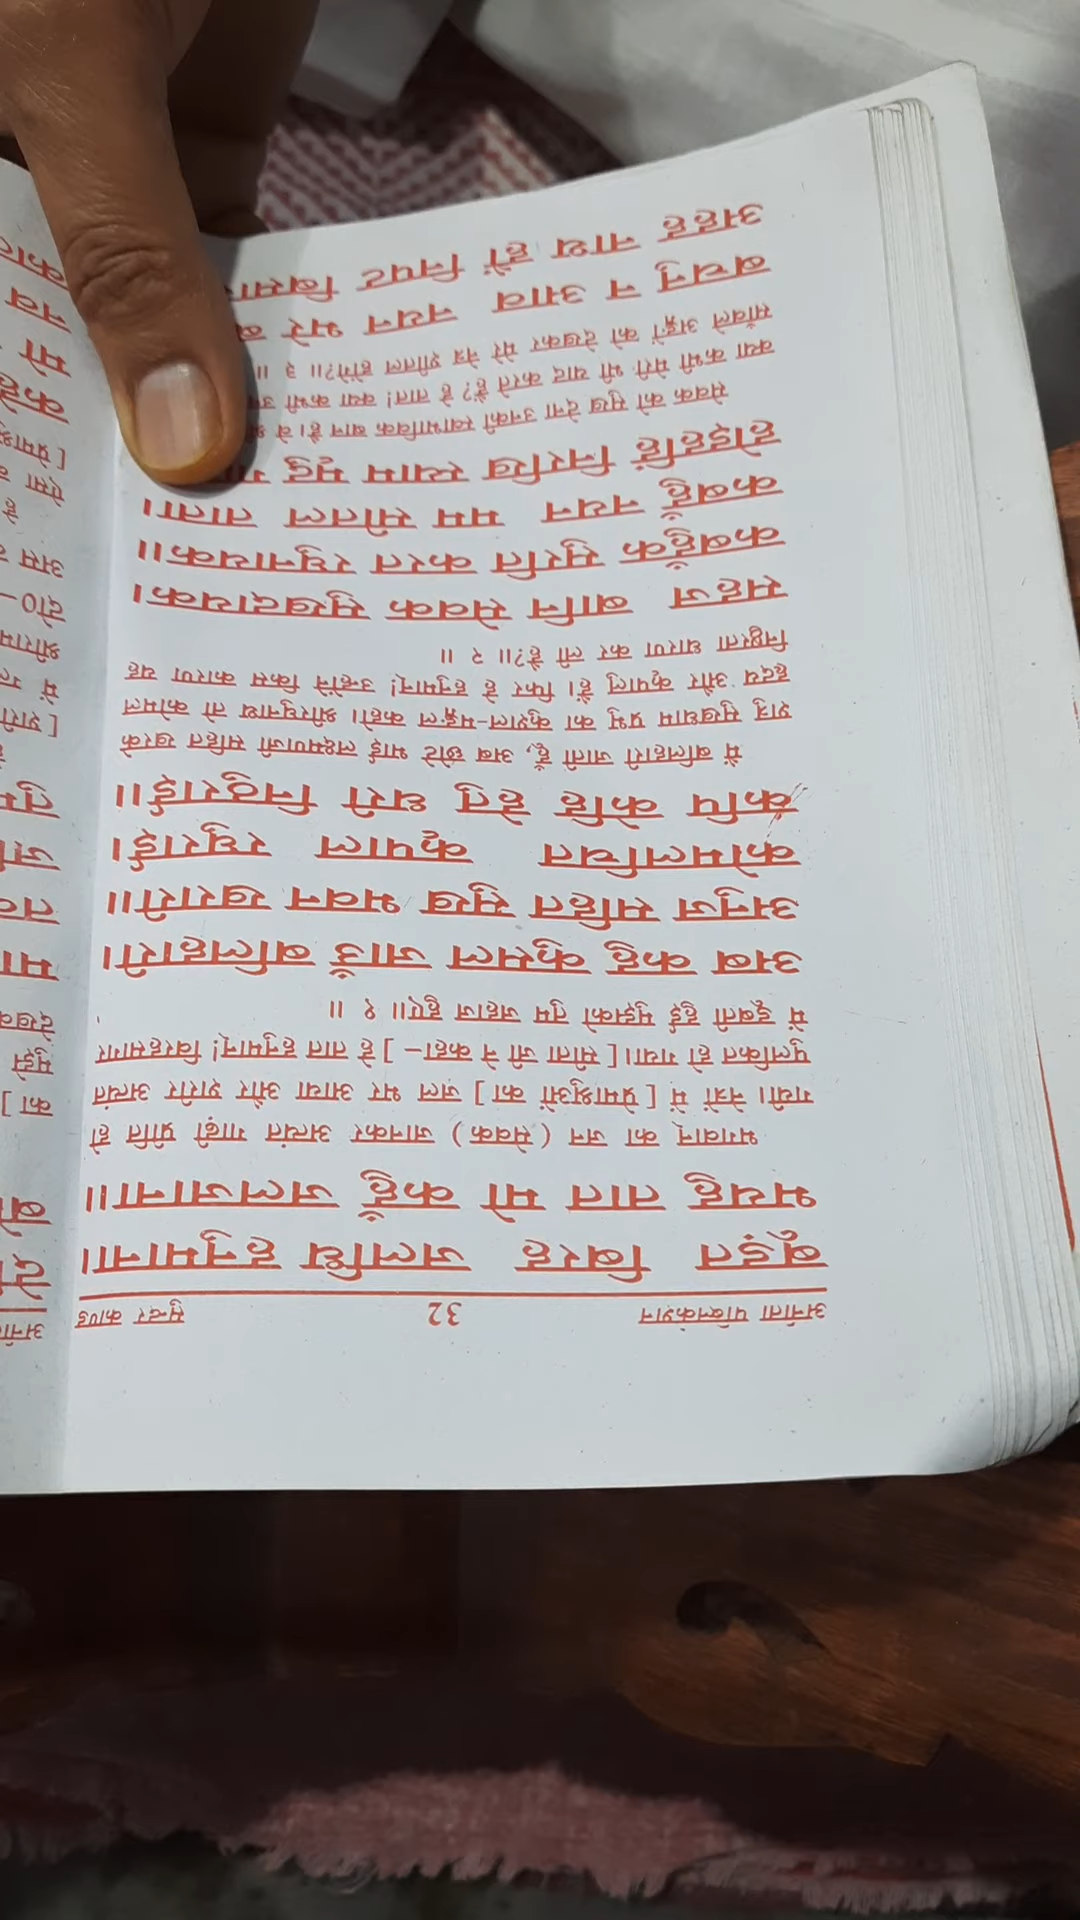 अनीता पब्लिकेशन 32 सुन्दर काण्ड
बूड़त बिरह जलधि हनुमाना।
भयहु तात मो कहुँ जलजाना॥
भगवान् का जन (सेवक) जानकर अत्यंत गाढ़ी प्रीति हो
गयी। नेत्रों में [प्रेमाश्रुओं का] जल भर आया और शरीर अत्यंत
पुलकित हो गया। [सीता जी ने कहा–] हे तात हनुमान्! विरहसागर
में डूबती हुई मुझको तुम जहाज हुए॥ १ ॥
अब कहु कुसल जाउँ बलिहारी।
अनुज सहित सुख भवन खरारी॥
कोमलचित कृपाल रघुराई।
कपि केहि हेतु धरी निठुराई॥
मैं बलिहारी जाती हूँ, अब छोटे भाई लक्ष्मणजी सहित खरके
शत्रु सुखधाम प्रभु का कुशल-मङ्गल कहो। श्रीरघुनाथ तो कोमल
हृदय और कृपालु हैं। फिर हे हनुमान्! उन्होंने किस कारण यह
निष्ठुरता धारण कर ली है?॥ २ ॥
सहज बानि सेवक सुखदायक।
कबहुँक सुरति करत रघुनायक॥
कबहुँ नयन मम सीतल ताता।
होइहहिं निरखि स्याम मृदु
सेवक को सुख देना उनकी स्वाभाविक बान है। वे
क्या कभी मेरी भी याद करते हैं? हे तात! क्या कभी
साँवले अङ्गों को देखकर मेरे नेत्र शीतल होंगे?॥ ३ ॥
बचनु न आव नयन भरे
अहह नाथ हौं निपट